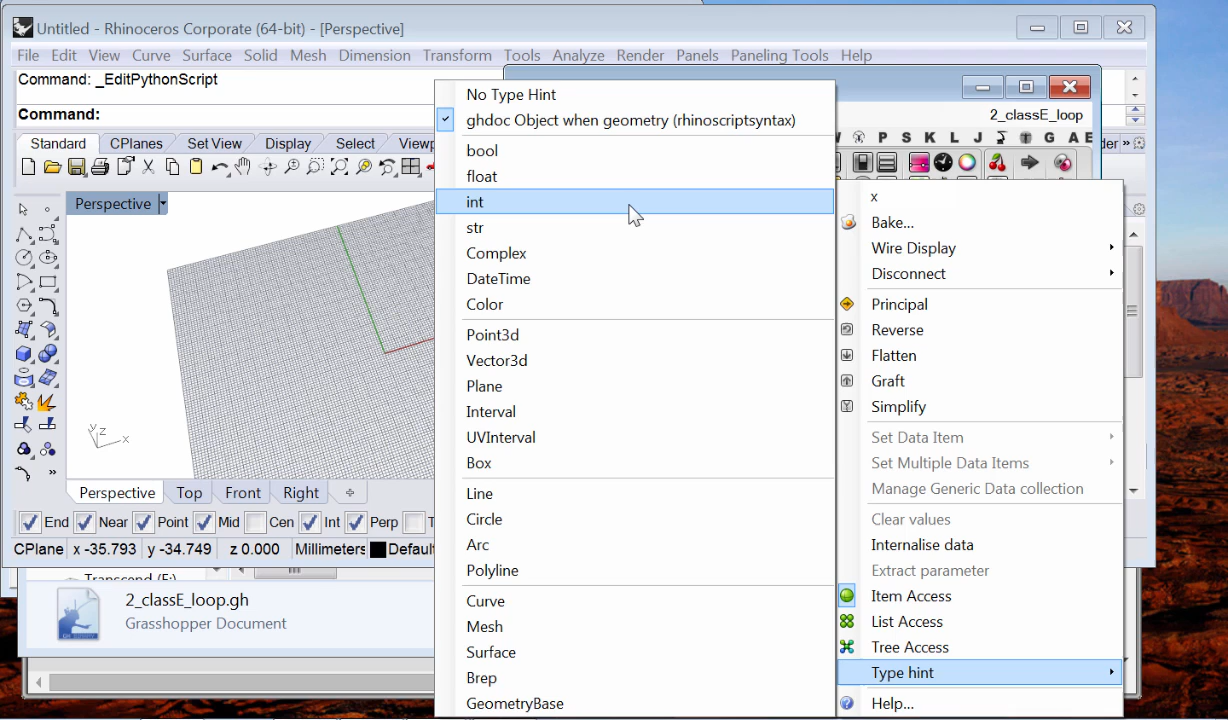 Untitled - Rhinoceros Corporate (64-bit) - [Perspective]
File Edit View Curve Surface Solid Mesh Dimension Transform Tools Analyze Render Panels Paneling Tools Help
Command: _EditPythonScript
Command:
2_classE_loop
P S K L J G A E
Standard CPlanes Set View Display Select Viewp
der »
Perspective
y z x
»
Perspective Top Front Right
End Near Point Mid Cen Int Perp T
CPlane x -35.793 y -34.749 z 0.000 Millimeters Default
Transcend (F:)
2_classE_loop.gh
Grasshopper Document
No Type Hint
ghdoc Object when geometry (rhinoscriptsyntax)
bool
float
int
str
Complex
DateTime
Color
Point3d
Vector3d
Plane
Interval
UVInterval
Box
Line
Circle
Arc
Polyline
Curve
Mesh
Surface
Brep
GeometryBase
x
Bake...
Wire Display
Disconnect
Principal
Reverse
Flatten
Graft
Simplify
Set Data Item
Set Multiple Data Items
Manage Generic Data collection
Clear values
Internalise data
Extract parameter
Item Access
List Access
Tree Access
Type hint
Help...